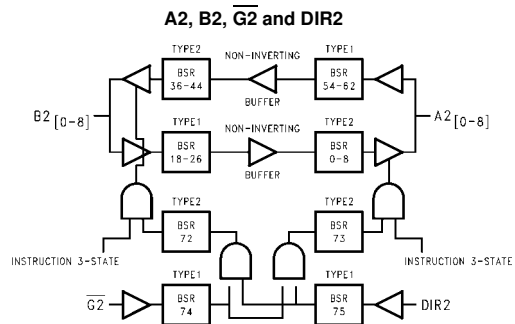 A2, B2, G2 and DIR2
TYPE2 NON-INVERTING TYPE1
BSR 36-44
BSR 54-62
BUFFER
B2[0-8]
A2[0-8]
TYPE1 NON-INVERTING TYPE2
BSR 18-26
BSR 0-8
BUFFER
TYPE2
BSR 72
TYPE2
BSR 73
INSTRUCTION 3-STATE
INSTRUCTION 3-STATE
TYPE1
TYPE1
G2
BSR 74
BSR 75
DIR2